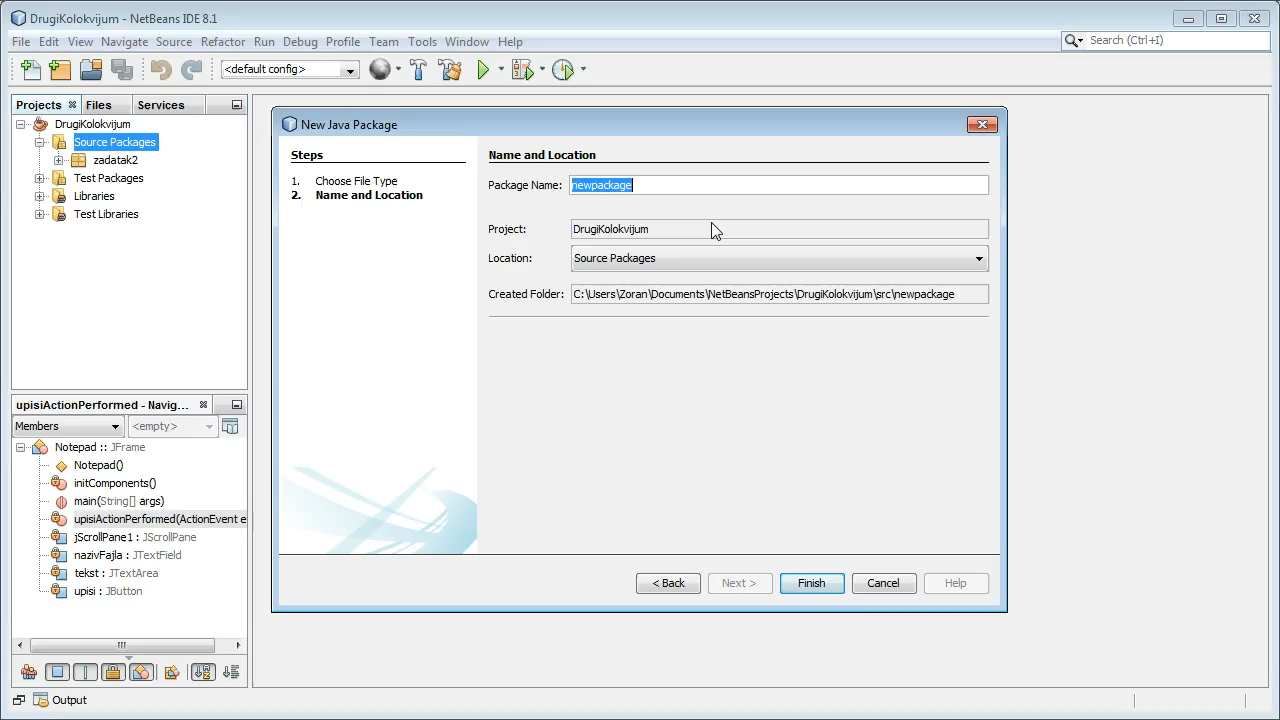 DrugiKolokvijum - NetBeans IDE 8.1
File Edit View Navigate Source Refactor Run Debug Profile Team Tools Window Help
Search (Ctrl+I)
<default config>
Projects Files Services
DrugiKolokvijum
Source Packages
zadatak2
Test Packages
Libraries
Test Libraries
upisiActionPerformed - Navig...
Members
<empty>
Notepad :: JFrame
Notepad()
initComponents()
main(String[] args)
upisiActionPerformed(ActionEvent e
jScrollPane1 : JScrollPane
nazivFajla : JTextField
tekst : JTextArea
upisi : JButton
Output
New Java Package
Steps
1. Choose File Type
2. Name and Location
Name and Location
Package Name: newpackage
Project: DrugiKolokvijum
Location: Source Packages
Created Folder: C:\Users\Zoran\Documents\NetBeansProjects\DrugiKolokvijum\src\newpackage
< Back Next > Finish Cancel Help